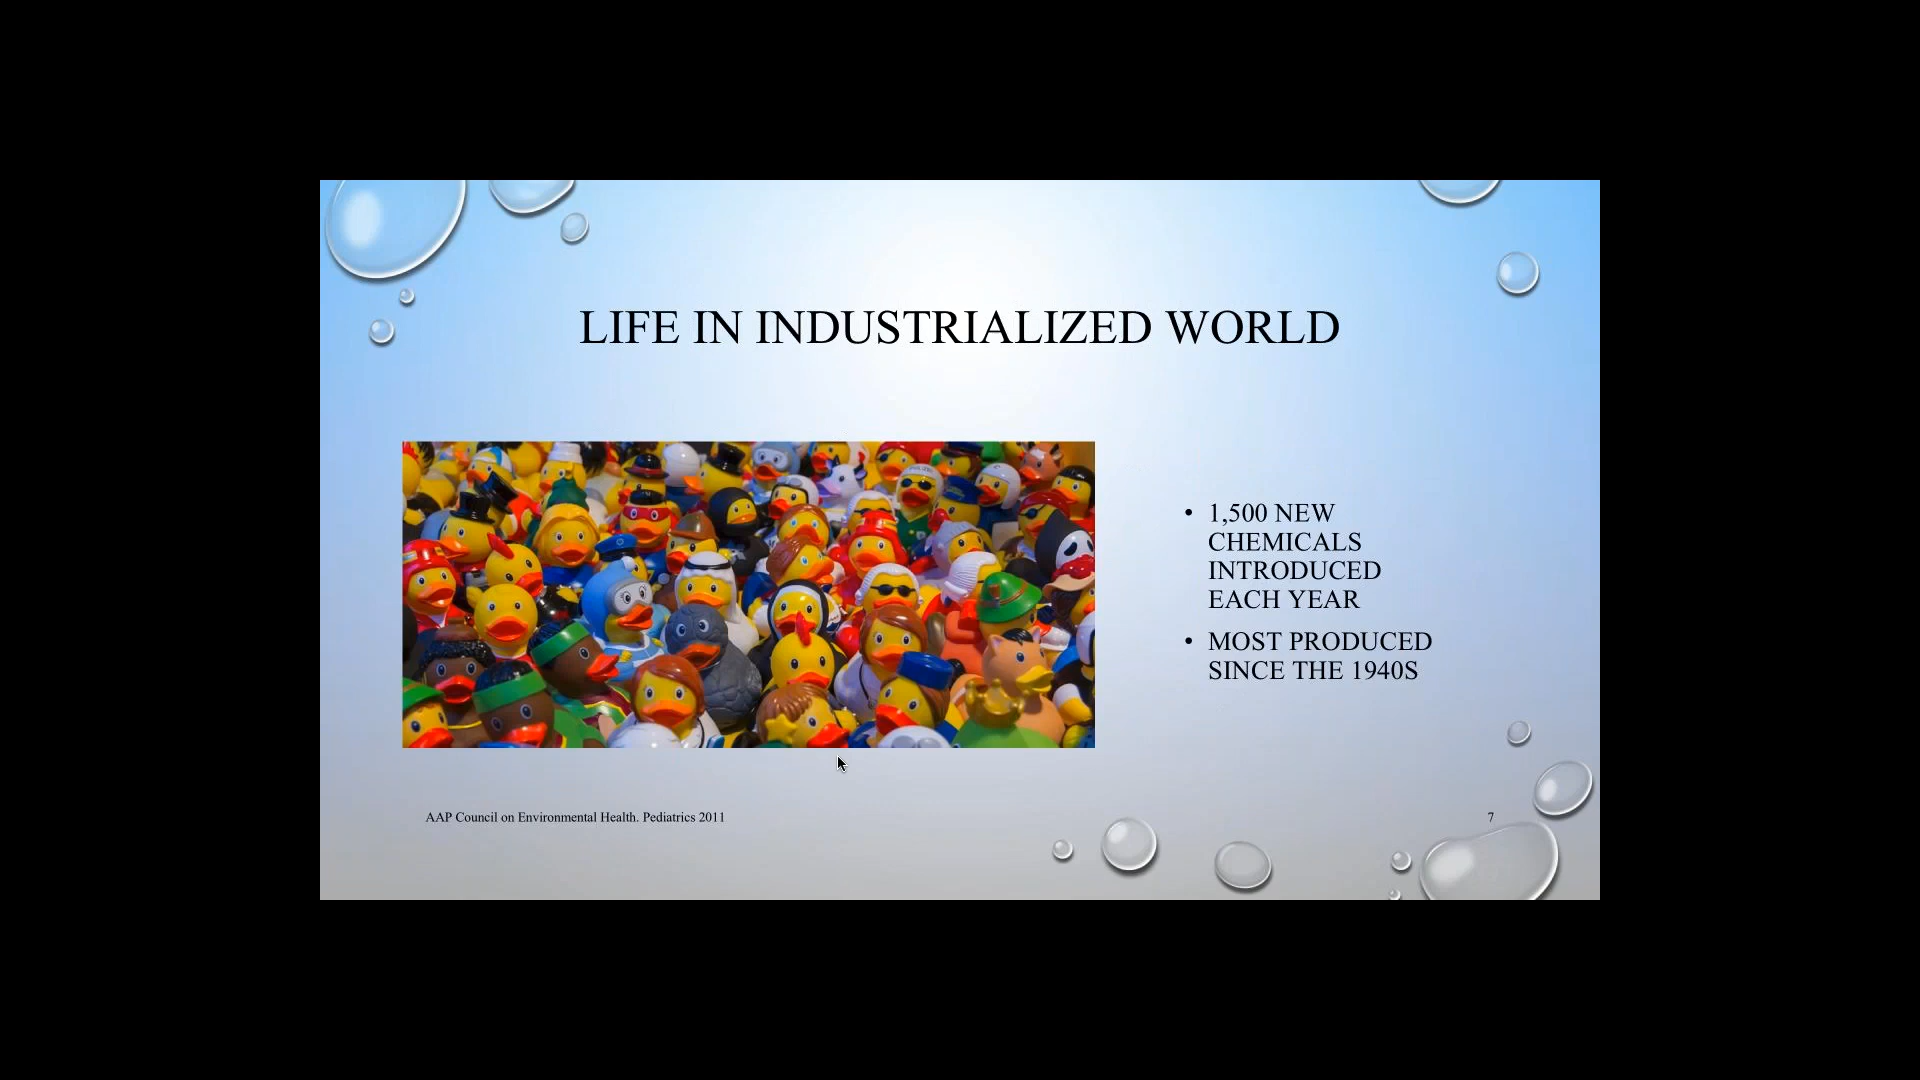 LIFE IN INDUSTRIALIZED WORLD
• 1,500 NEW
CHEMICALS
INTRODUCED
EACH YEAR
• MOST PRODUCED
SINCE THE 1940S
AAP Council on Environmental Health. Pediatrics 2011
7